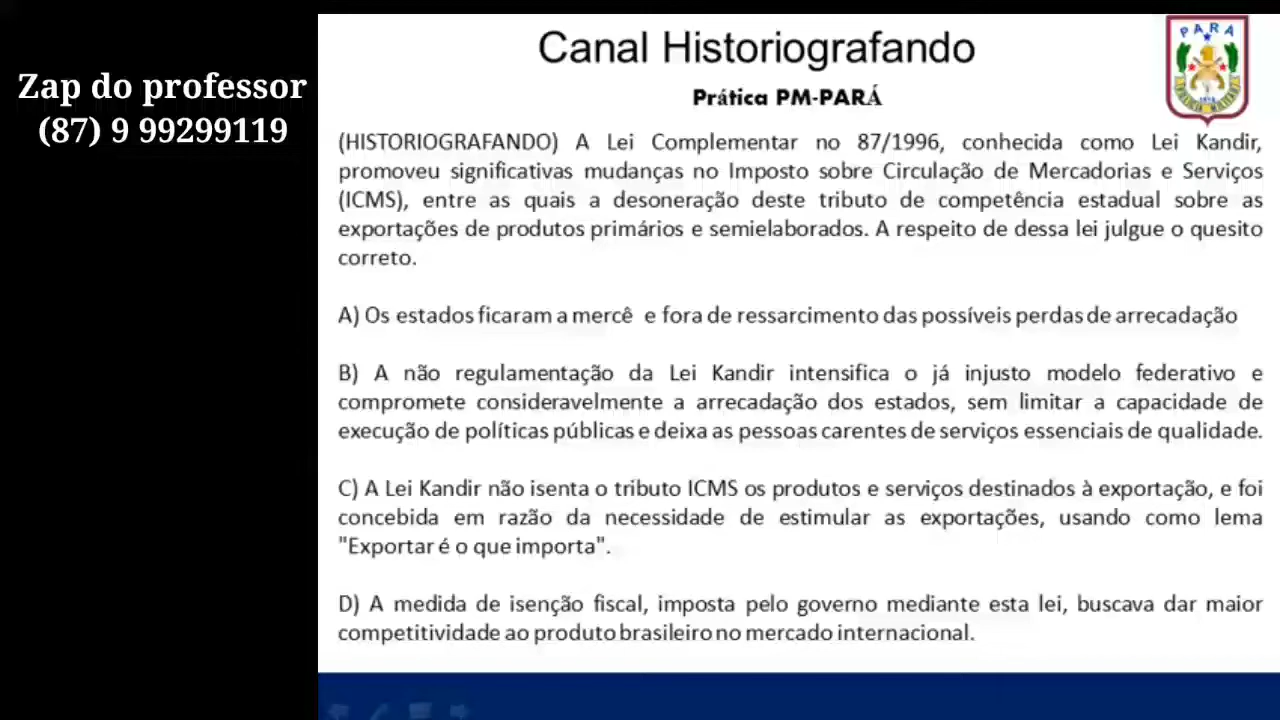 Zap do professor
(87) 9 99299119
Canal Historiografando
PARÁ
Prática PM-PARÁ
(HISTORIOGRAFANDO) A Lei Complementar no 87/1996, conhecida como Lei Kandir,
promoveu significativas mudanças no Imposto sobre Circulação de Mercadorias e Serviços
(ICMS), entre as quais a desoneração deste tributo de competência estadual sobre as
exportações de produtos primários e semielaborados. A respeito de dessa lei julgue o quesito
correto.
A) Os estados ficaram a mercê e fora de ressarcimento das possíveis perdas de arrecadação
B) A não regulamentação da Lei Kandir intensifica o já injusto modelo federativo e
compromete consideravelmente a arrecadação dos estados, sem limitar a capacidade de
execução de políticas públicas e deixa as pessoas carentes de serviços essenciais de qualidade.
C) A Lei Kandir não isenta o tributo ICMS os produtos e serviços destinados à exportação, e foi
concebida em razão da necessidade de estimular as exportações, usando como lema
"Exportar é o que importa".
D) A medida de isenção fiscal, imposta pelo governo mediante esta lei, buscava dar maior
competitividade ao produto brasileiro no mercado internacional.